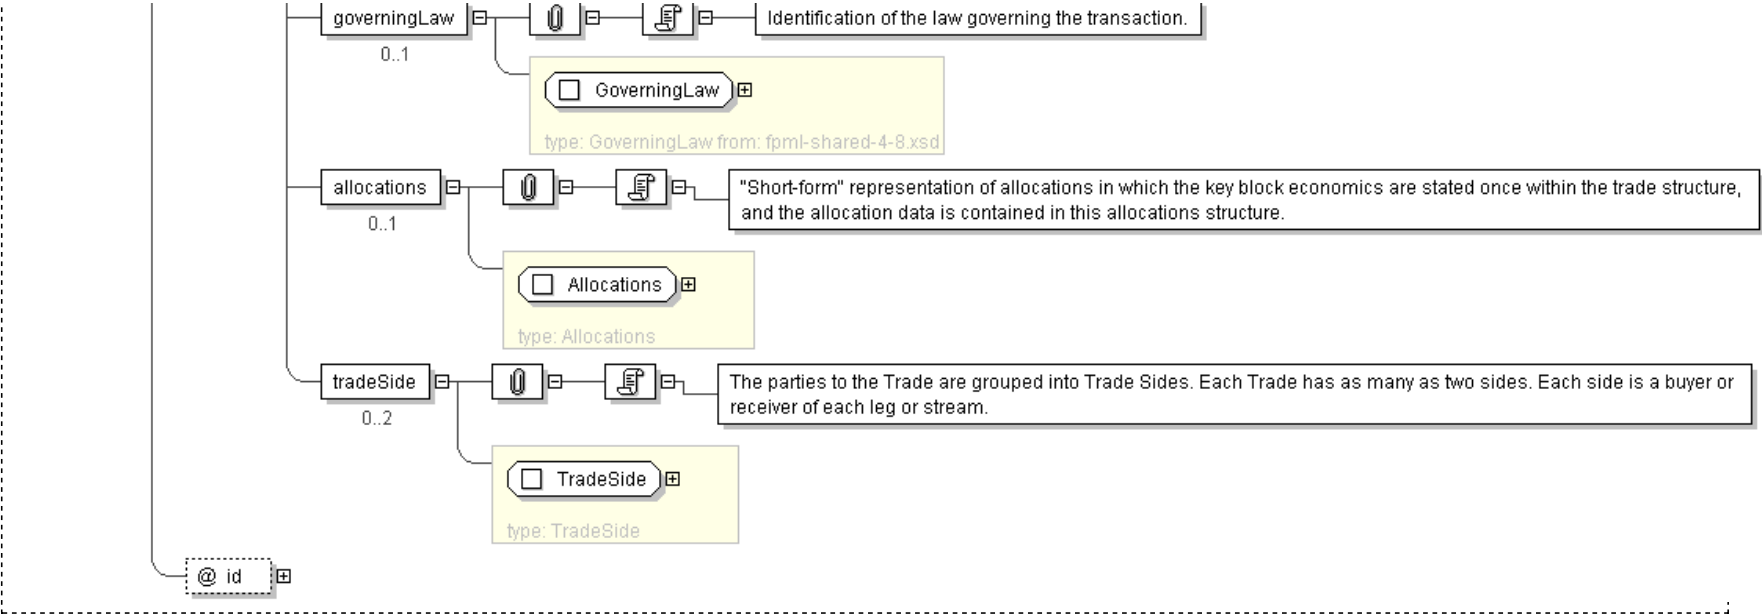 governingLaw
Identification of the law governing the transaction.
0..1
GoverningLaw
type: GoverningLaw from: fpml-shared-4-8.xsd
allocations
"Short-form" representation of allocations in which the key block economics are stated once within the trade structure,
and the allocation data is contained in this allocations structure.
0..1
Allocations
type: Allocations
tradeSide
The parties to the Trade are grouped into Trade Sides. Each Trade has as many as two sides. Each side is a buyer or
receiver of each leg or stream.
0..2
TradeSide
type: TradeSide
@ id